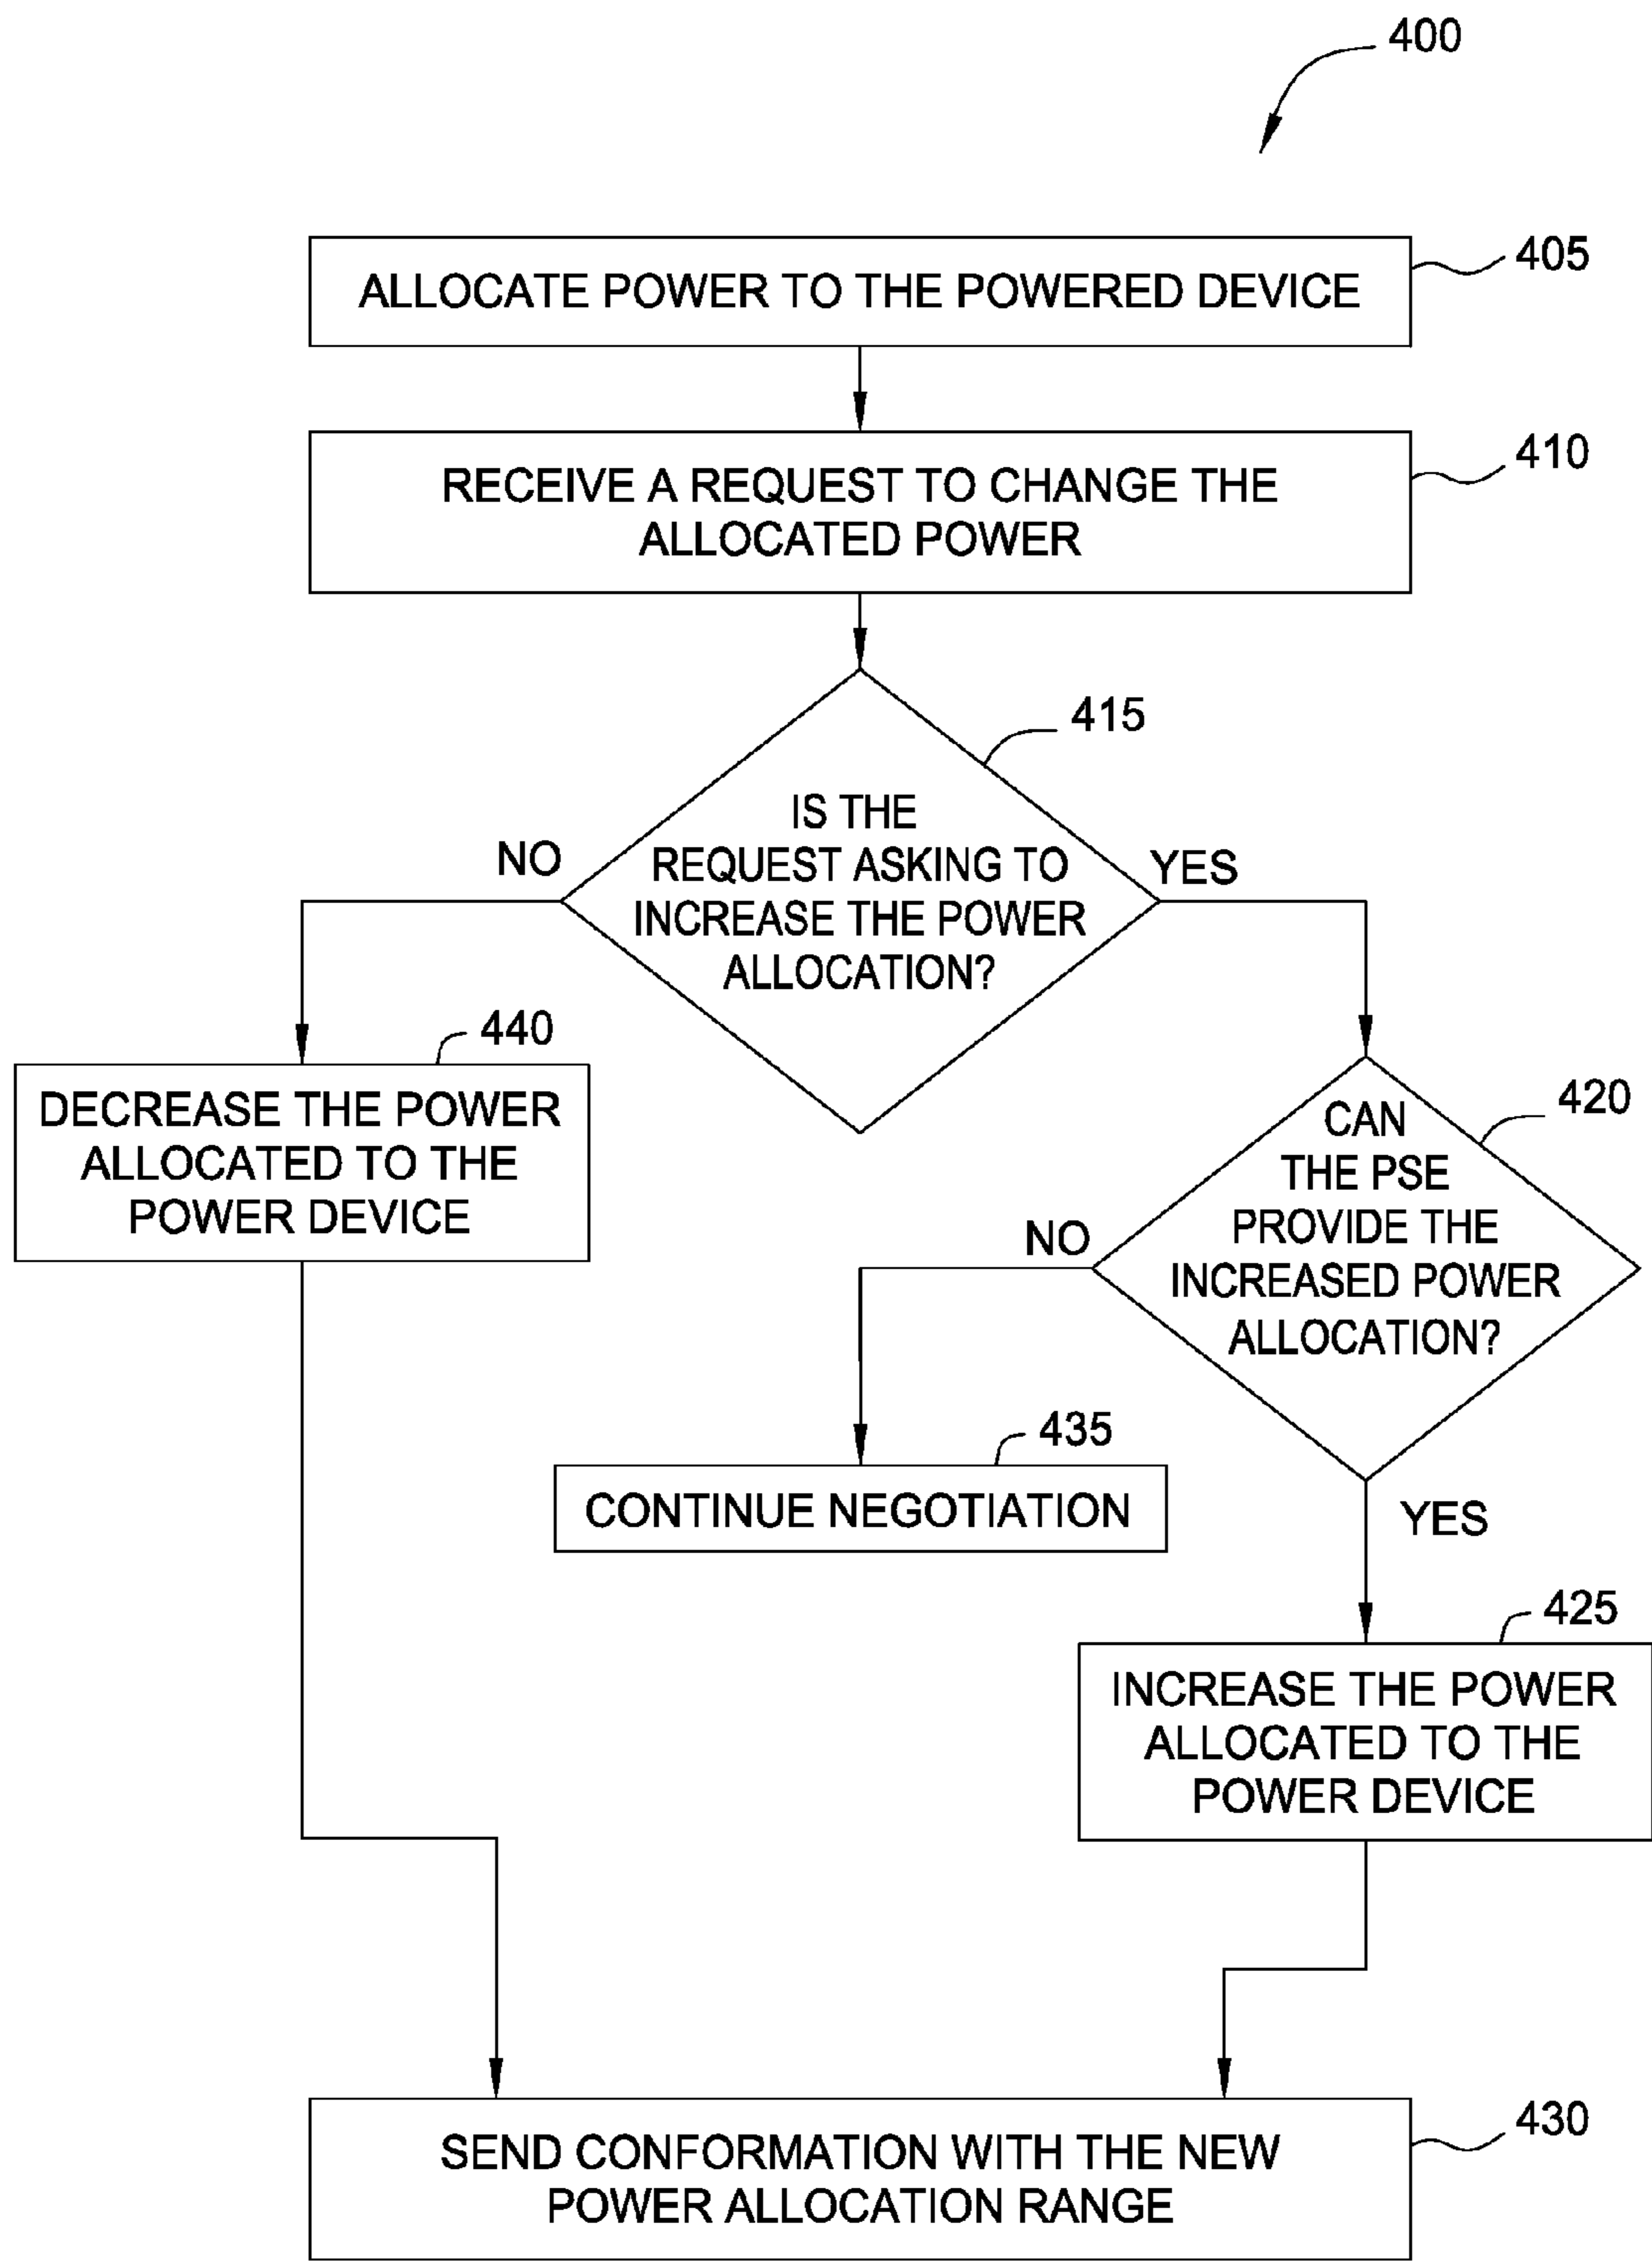 400
ALLOCATE POWER TO THE POWERED DEVICE
405
RECEIVE A REQUEST TO CHANGE THE
ALLOCATED POWER
410
415
IS THE
REQUEST ASKING TO
INCREASE THE POWER
ALLOCATION?
NO
YES
440
DECREASE THE POWER
ALLOCATED TO THE
POWER DEVICE
420
CAN
THE PSE
PROVIDE THE
INCREASED POWER
ALLOCATION?
NO
YES
435
CONTINUE NEGOTIATION
425
INCREASE THE POWER
ALLOCATED TO THE
POWER DEVICE
SEND CONFORMATION WITH THE NEW
POWER ALLOCATION RANGE
430